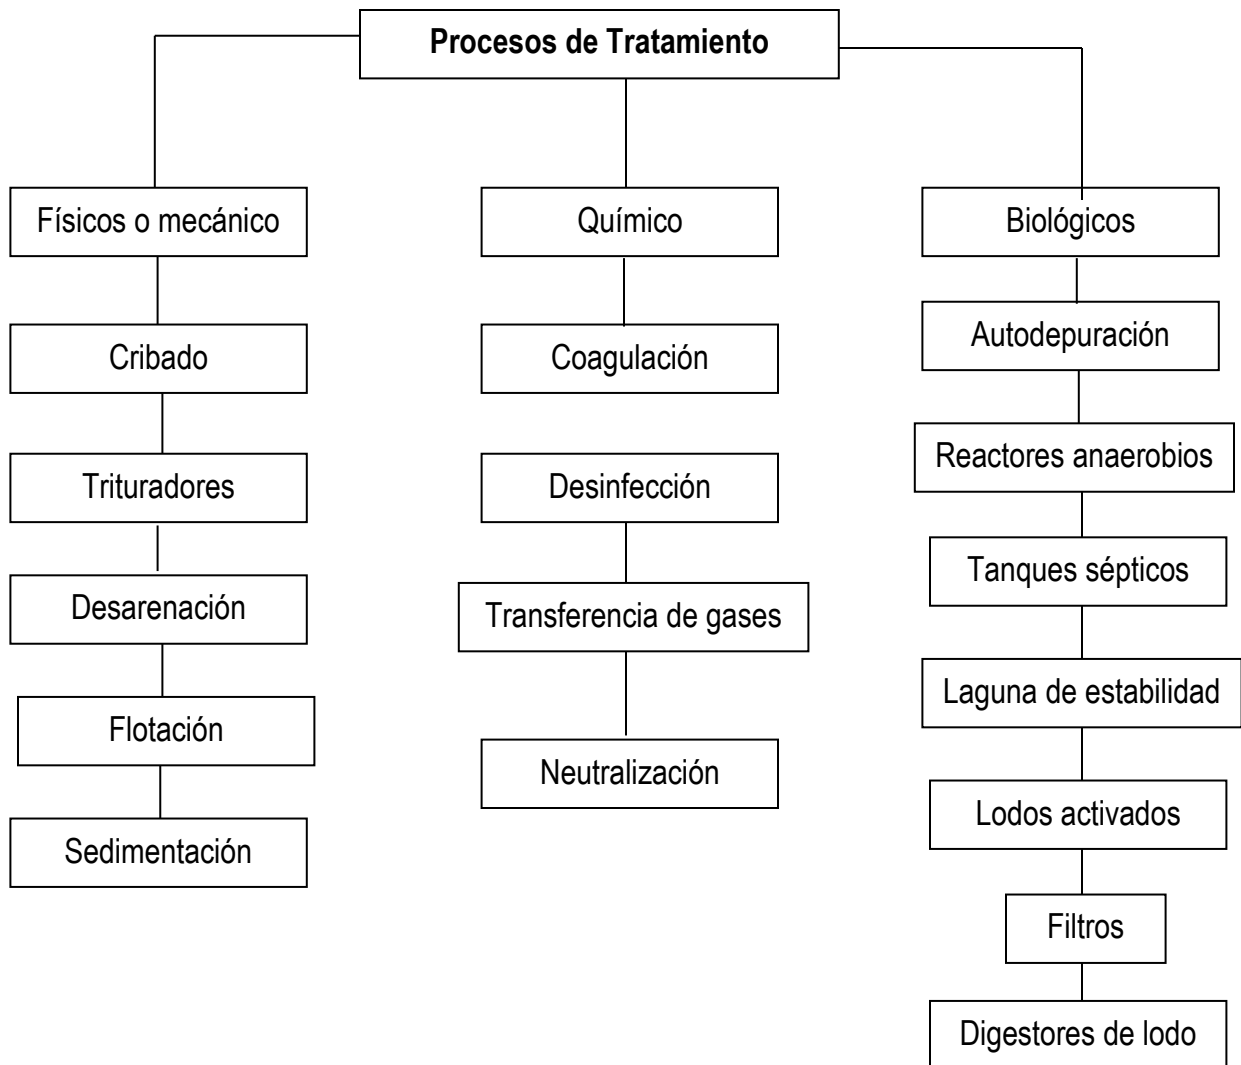 Procesos de Tratamiento
Físicos o mecánico
Cribado
Trituradores
Desarenación
Flotación
Sedimentación
Químico
Coagulación
Desinfección
Transferencia de gases
Neutralización
Biológicos
Autodepuración
Reactores anaerobios
Tanques sépticos
Laguna de estabilidad
Lodos activados
Filtros
Digestores de lodo